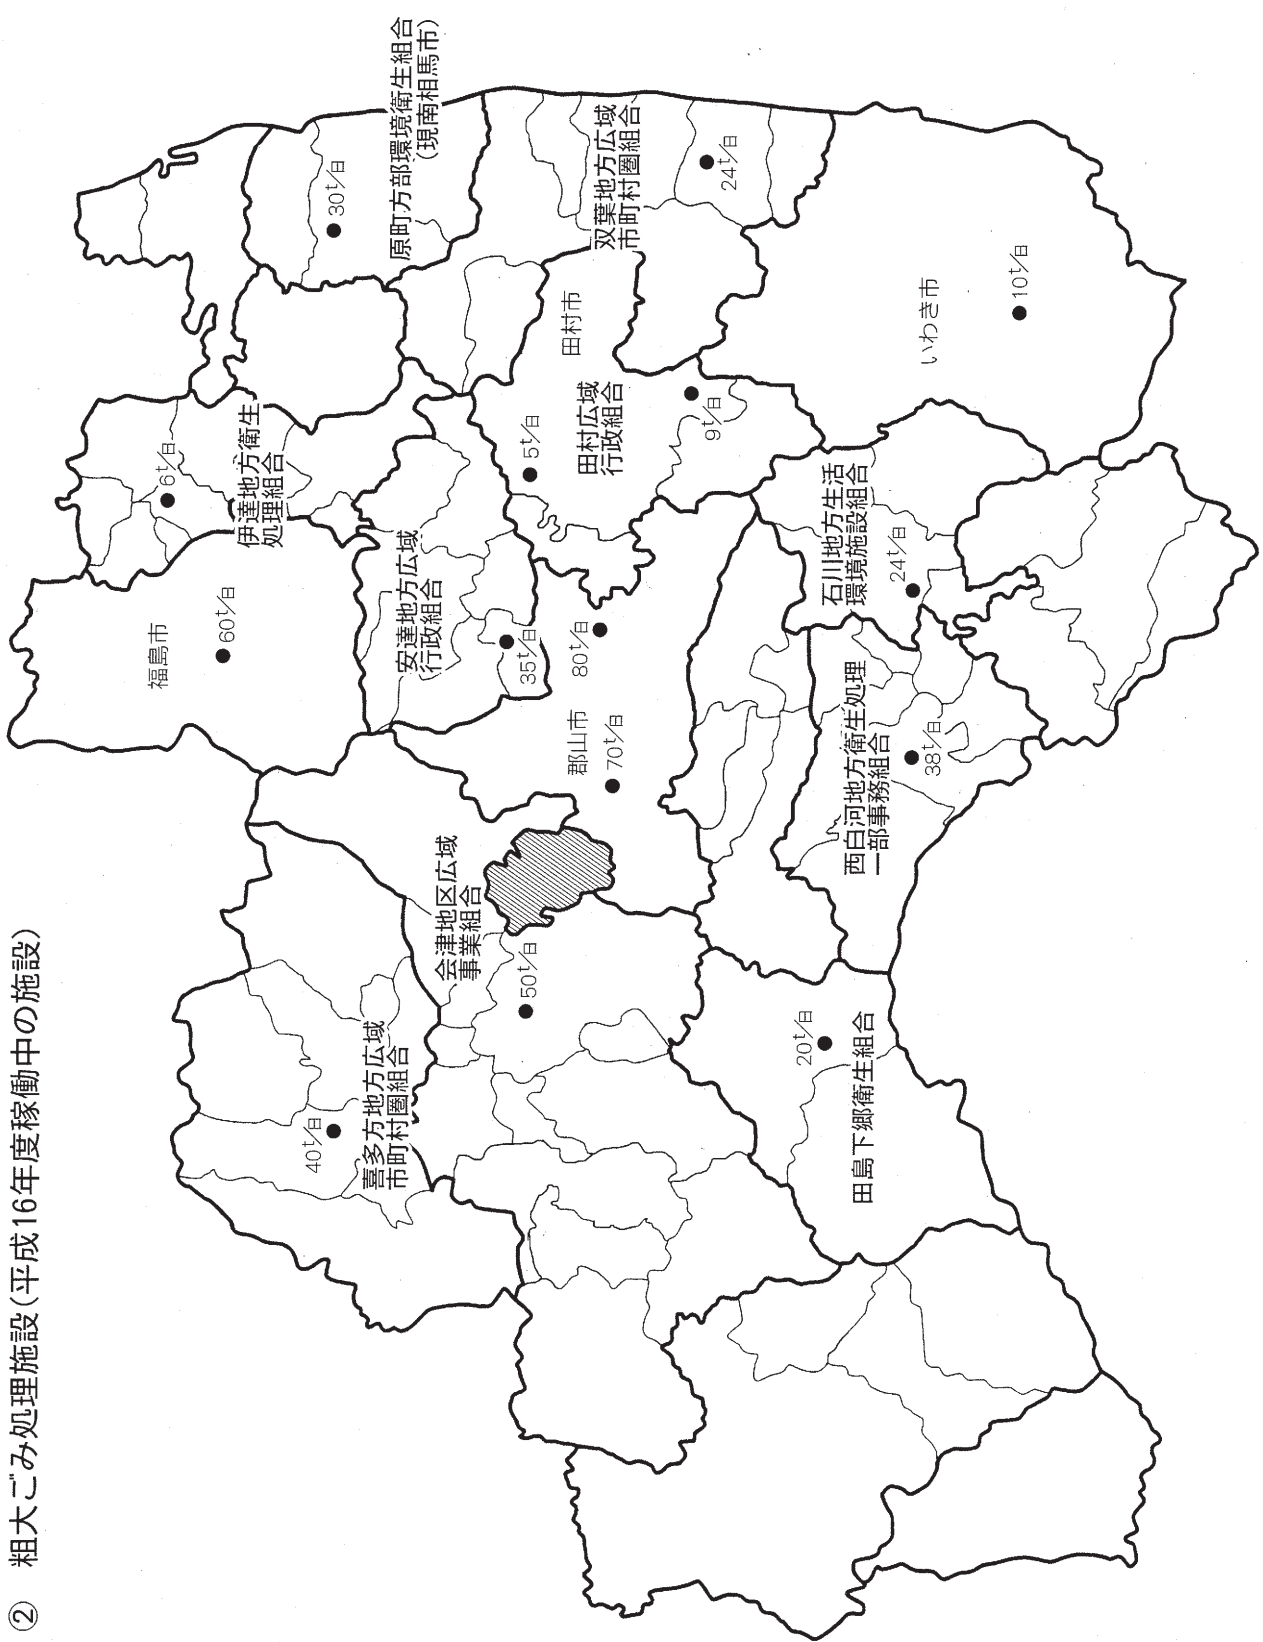 ② 粗大ごみ処理施設(平成16年度稼働中の施設)
福島市
60t/日
6t/日
伊達地方衛生
処理組合
30t/日
原町方部環境衛生組合
(現南相馬市)
安達地方広域
行政組合
35t/日
双葉地方広域
市町村圏組合
24t/日
田村市
田村広域
行政組合
5t/日
9t/日
郡山市
80t/日
70t/日
いわき市
10t/日
石川地方生活
環境施設組合
24t/日
西白河地方衛生処理
一部事務組合
38t/日
会津地区広域
事業組合
50t/日
喜多方地方広域
市町村圏組合
40t/日
田島下郷衛生組合
20t/日